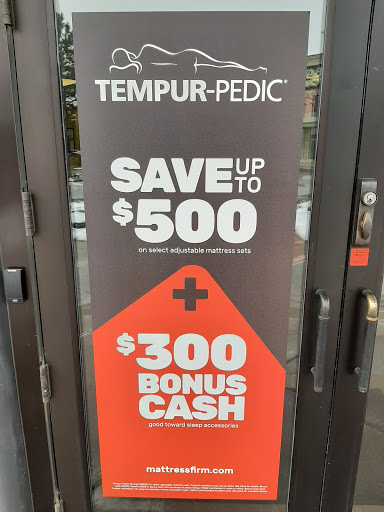 TEMPUR-PEDIC®
SAVE UP TO
$500
on select adjustable mattress sets
+
$300
BONUS
CASH
good toward sleep accessories
mattressfirm.com